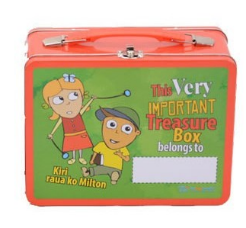 This Very
IMPORTANT
Treasure
Box
belongs to
Kiri
raua ko Milton